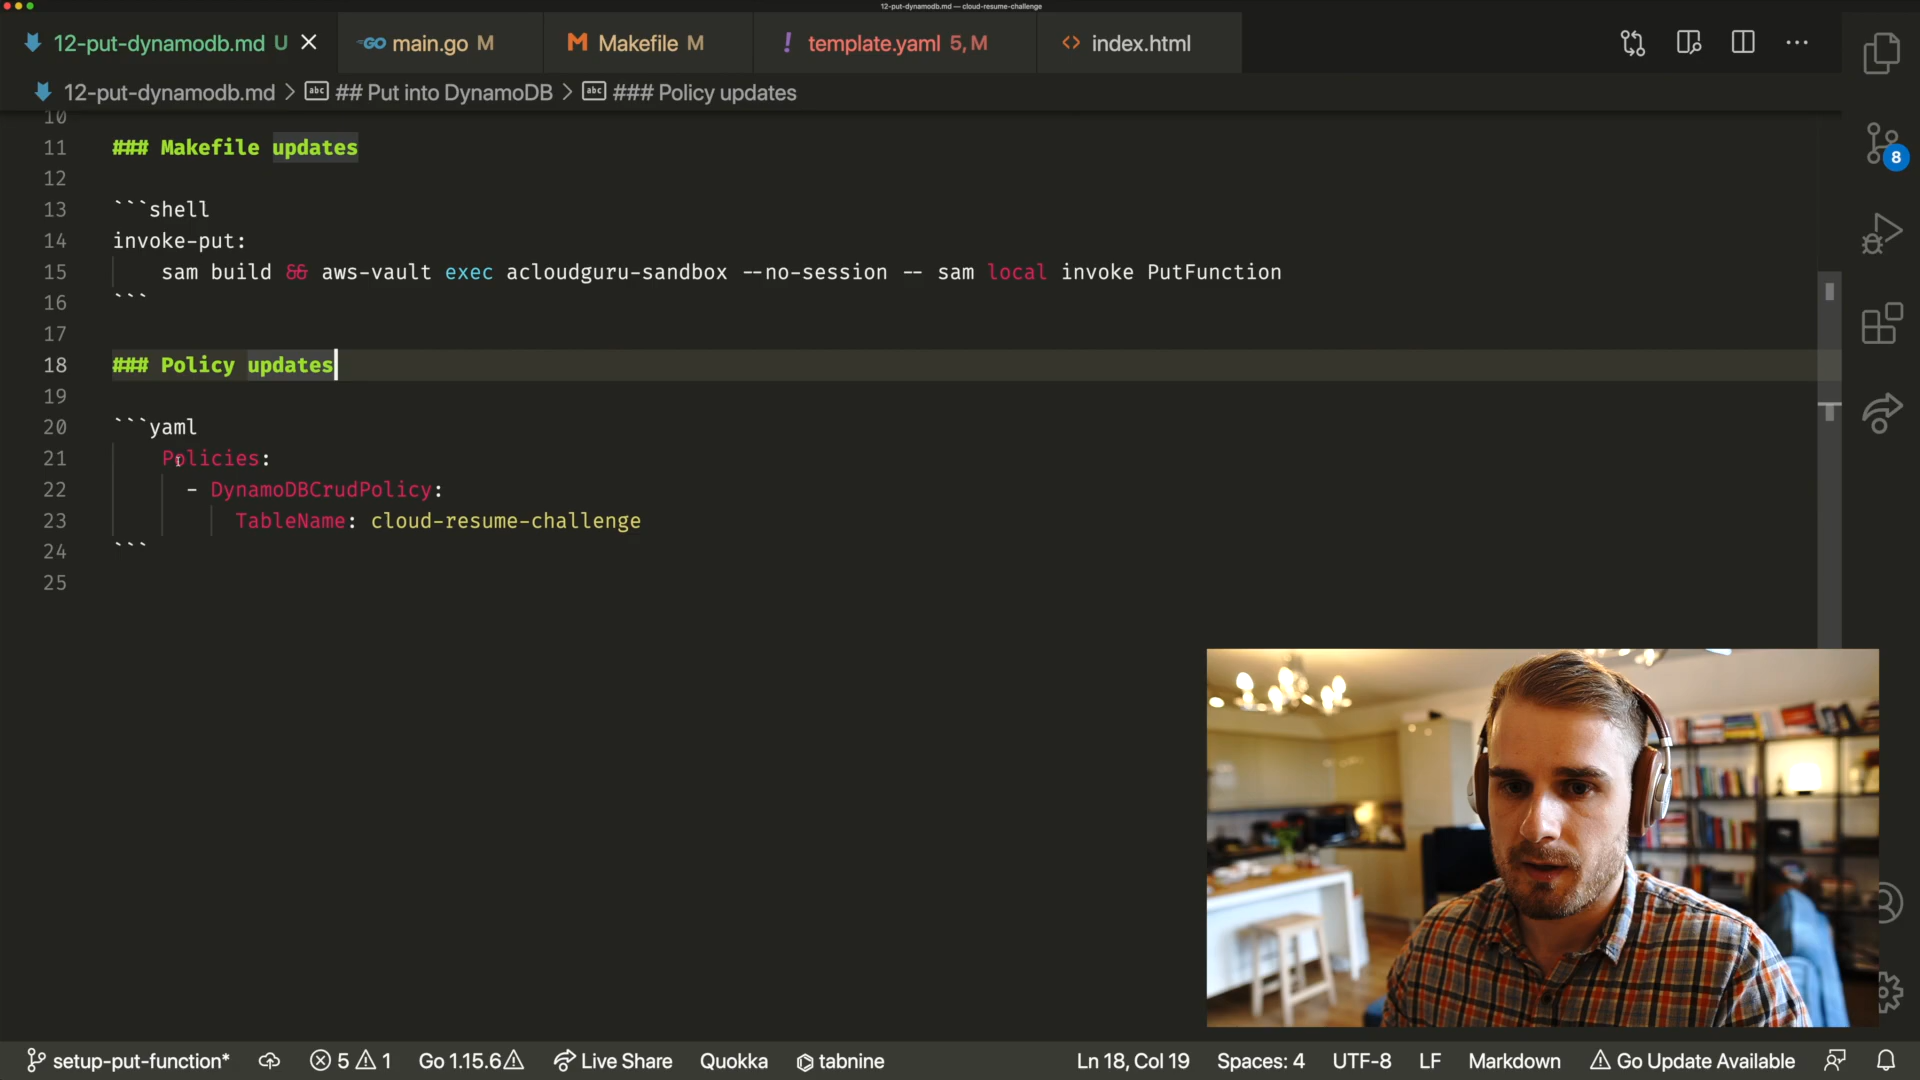 12-put-dynamodb.md — cloud-resume-challenge
12-put-dynamodb.md U
GO main.go M
M Makefile M
! template.yaml 5, M
<> index.html
12-put-dynamodb.md > abc ## Put into DynamoDB > abc ### Policy updates
10
11 ### Makefile updates
12
13 ```shell
14 invoke-put:
15 sam build && aws-vault exec acloudguru-sandbox --no-session -- sam local invoke PutFunction
16 ```
17
18 ### Policy updates
19
20 ```yaml
21 Policies:
22 - DynamoDBCrudPolicy:
23 TableName: cloud-resume-challenge
24 ```
25
8
setup-put-function* 5 1 Go 1.15.6 Live Share Quokka tabnine Ln 18, Col 19 Spaces: 4 UTF-8 LF Markdown Go Update Available